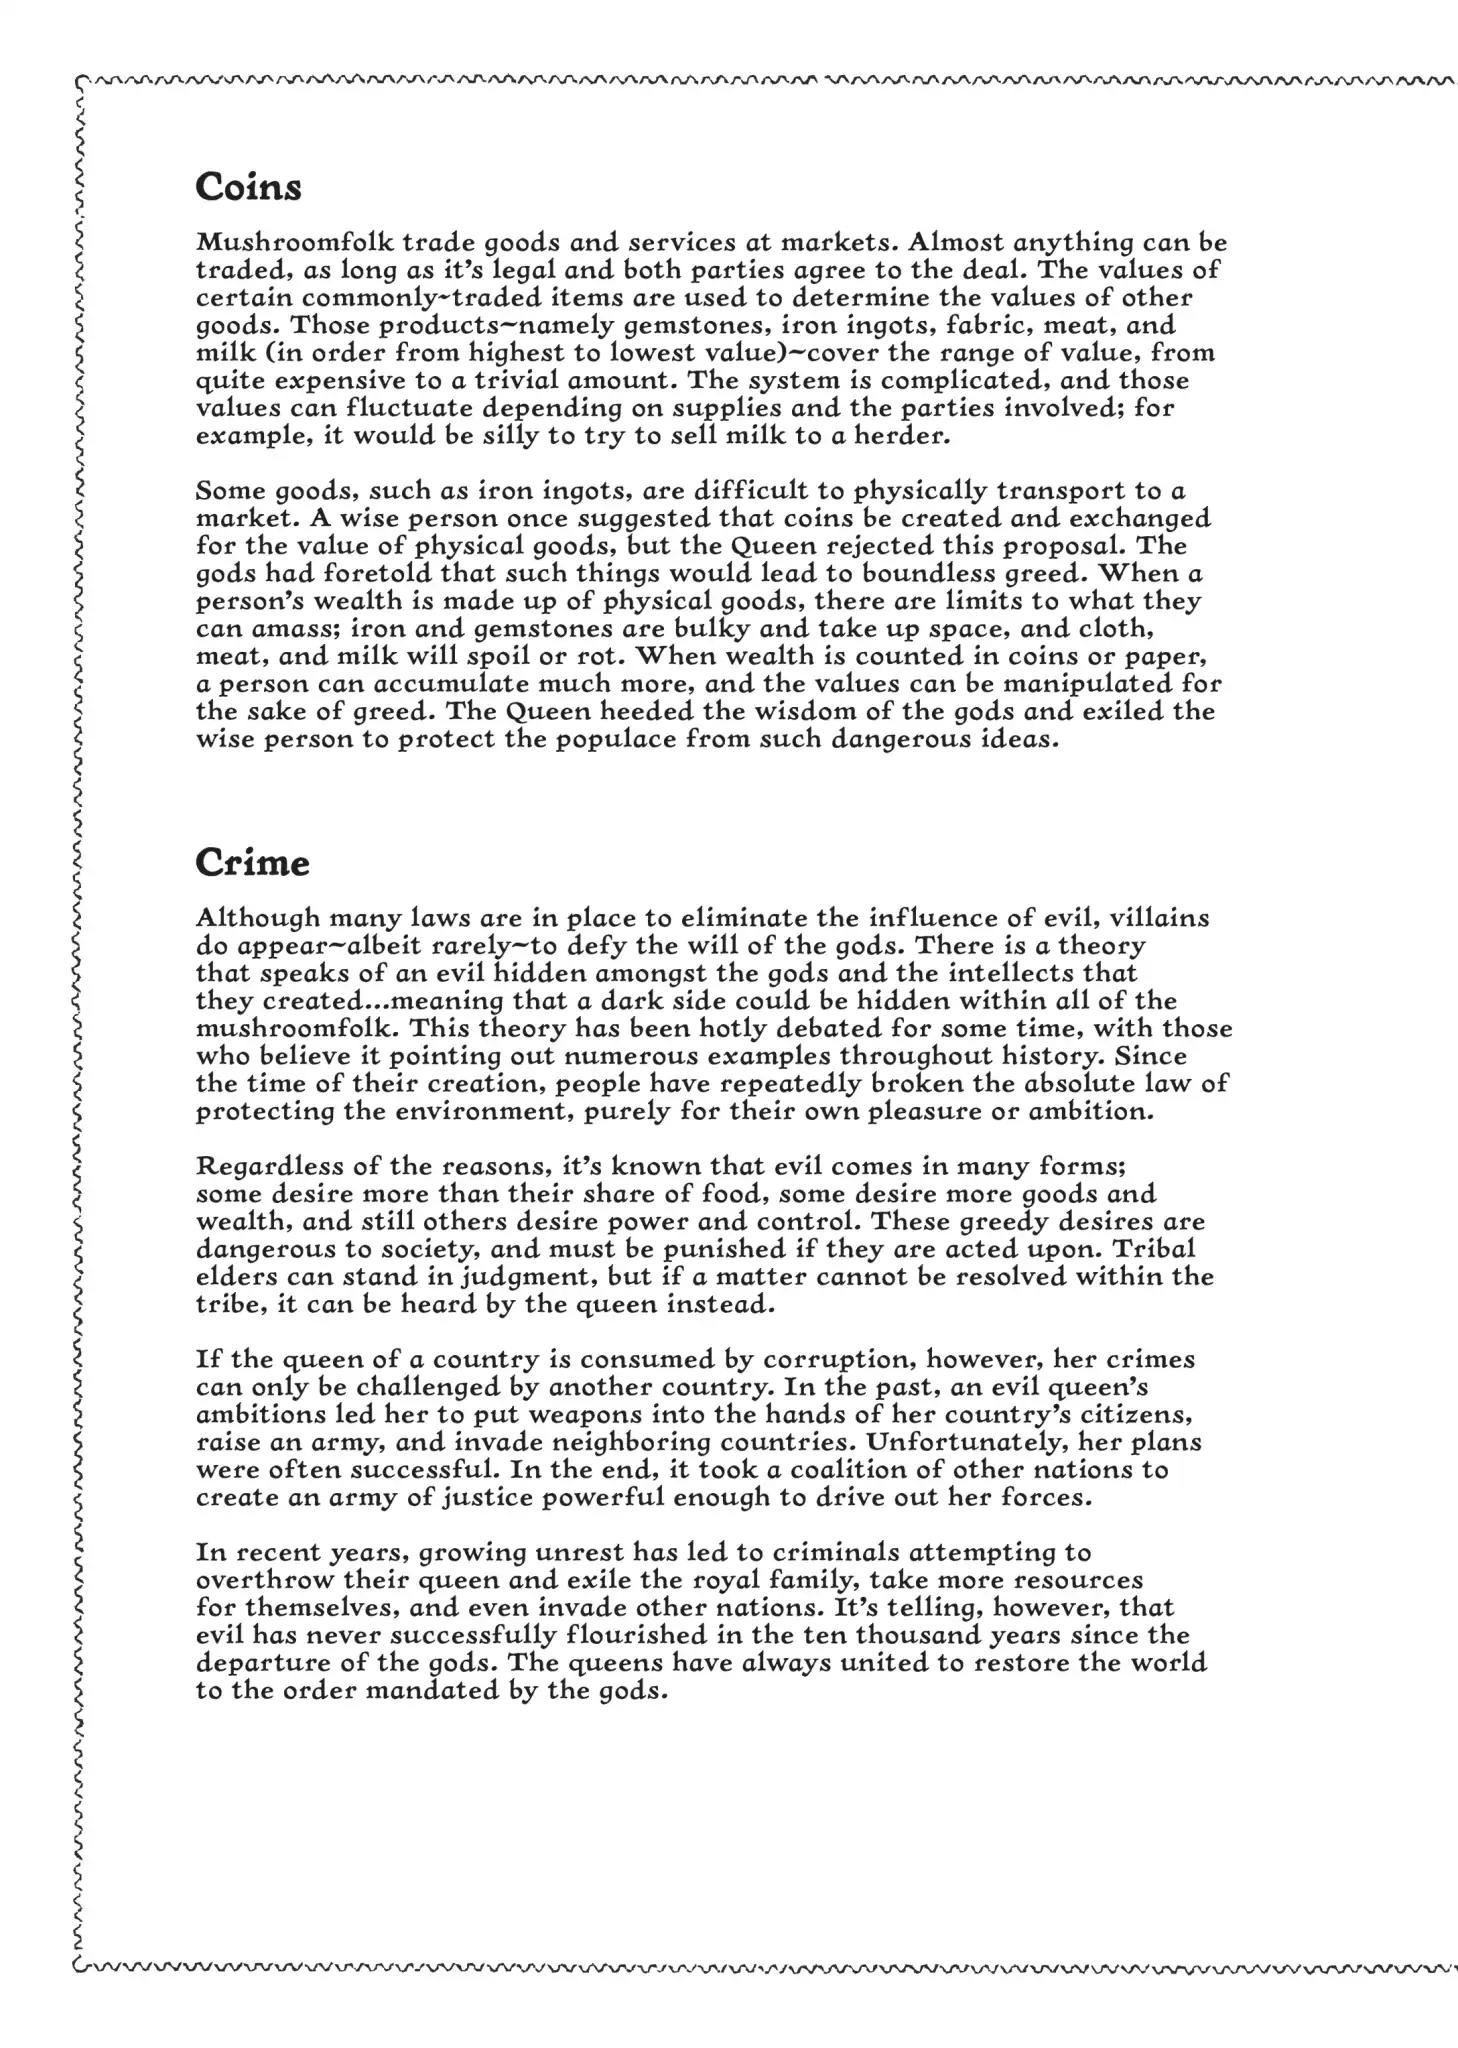 Coins
Mushroomfolk trade goods and services at markets. Almost anything can be
traded, as long as it's legal and both parties agree to the deal. The values of
certain commonly~traded items are used to determine the values of other
goods. Those products~namely gemstones, iron ingots, fabric, meat, and
milk (in order from highest to lowest value)~cover the range of value, from
quite expensive to a trivial amount. The system is complicated, and those
values can fluctuate depending on supplies and the parties involved; for
example, it would be silly to try to sell milk to a herder.
Some goods, such as iron ingots, are difficult to physically transport to a
market. A wise person once suggested that coins be created and exchanged
for the value of physical goods, but the Queen rejected this proposal. The
gods had foretold that such things would lead to boundless greed. When a
person's wealth is made up of physical goods, there are limits to what they
can amass; iron and gemstones are bulky and take up space, and cloth,
meat, and milk will spoil or rot. When wealth is counted in coins or paper,
a person can accumulate much more, and the values can be manipulated for
the sake of greed. The Queen heeded the wisdom of the gods and exiled the
wise person to protect the populace from such dangerous ideas.
Crime
Although many laws are in place to eliminate the influence of evil, villains
do appear~albeit rarely~to defy the will of the gods. There is a theory
that speaks of an evil hidden amongst the gods and the intellects that
they created...meaning that a dark side could be hidden within all of the
mushroomfolk. This theory has been hotly debated for some time, with those
who believe it pointing out numerous examples throughout history. Since
the time of their creation, people have repeatedly broken the absolute law of
protecting the environment, purely for their own pleasure or ambition.
Regardless of the reasons, it's known that evil comes in many forms;
some desire more than their share of food, some desire more goods and
wealth, and still others desire power and control. These greedy desires are
dangerous to society, and must be punished if they are acted upon. Tribal
elders can stand in judgment, but if a matter cannot be resolved within the
tribe, it can be heard by the queen instead.
If the queen of a country is consumed by corruption, however, her crimes
can only be challenged by another country. In the past, an evil queen's
ambitions led her to put weapons into the hands of her country's citizens,
raise an army, and invade neighboring countries. Unfortunately, her plans
were often successful. In the end, it took a coalition of other nations to
create an army of justice powerful enough to drive out her forces.
In recent years, growing unrest has led to criminals attempting to
overthrow their queen and exile the royal family, take more resources
for themselves, and even invade other nations. It's telling, however, that
evil has never successfully flourished in the ten thousand years since the
departure of the gods. The queens have always united to restore the world
to the order mandated by the gods.